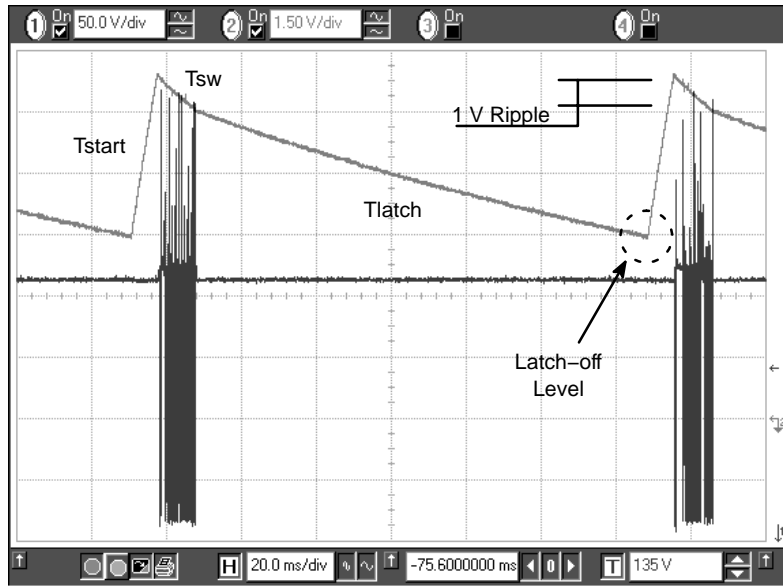 1 On 50.0 V/div 2 On 1.50 V/div 3 On 4 On
Tsw
1 V Ripple
Tstart
Tlatch
Latch–off
Level
H 20.0 ms/div -75.6000000 ms 0 T 135 V